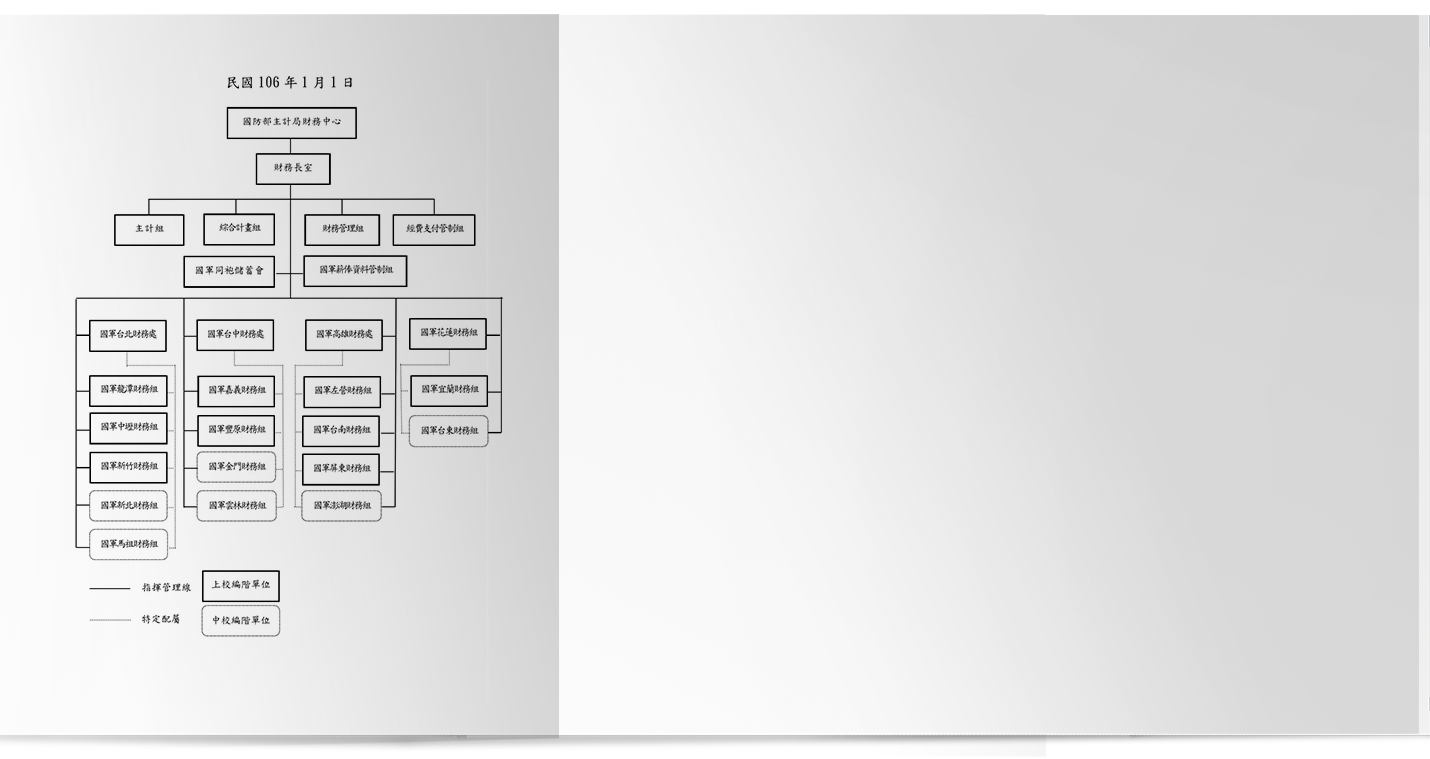 民國 106 年 1 月 1 日
國防部主計局財務中心
財務長室
主計組
綜合計畫組
財務管理組
經費支付管制組
國軍同袍儲蓄會
國軍薪俸資料管制組
國軍台北財務處
國軍台中財務處
國軍高雄財務處
國軍花蓮財務組
國軍龍潭財務組
國軍嘉義財務組
國軍左營財務組
國軍宜蘭財務組
國軍中壢財務組
國軍豐原財務組
國軍台南財務組
國軍台東財務組
國軍新竹財務組
國軍金門財務組
國軍屏東財務組
國軍新北財務組
國軍雲林財務組
國軍澎湖財務組
國軍馬祖財務組
指揮管理線
上校編階單位
特定配屬
中校編階單位